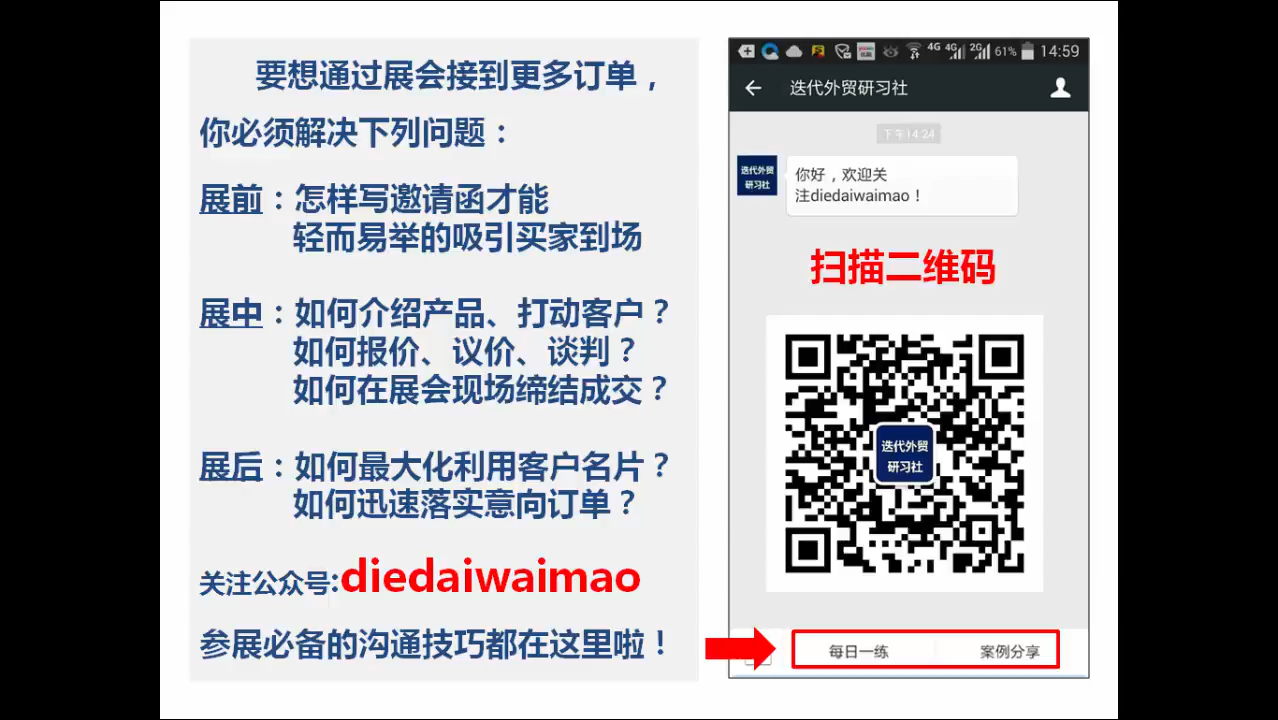 要想通过展会接到更多订单，
你必须解决下列问题：
展前：怎样写邀请函才能
轻而易举的吸引买家到场
展中：如何介绍产品、打动客户？
如何报价、议价、谈判？
如何在展会现场缔结成交？
展后：如何最大化利用客户名片？
如何迅速落实意向订单？
关注公众号:diedaiwaimao
参展必备的沟通技巧都在这里啦！
4G 4G 2G 61% 14:59
迭代外贸研习社
下午14:24
迭代外贸
研习社
你好，欢迎关
注diedaiwaimao！
扫描二维码
迭代外贸
研习社
每日一练 案例分享